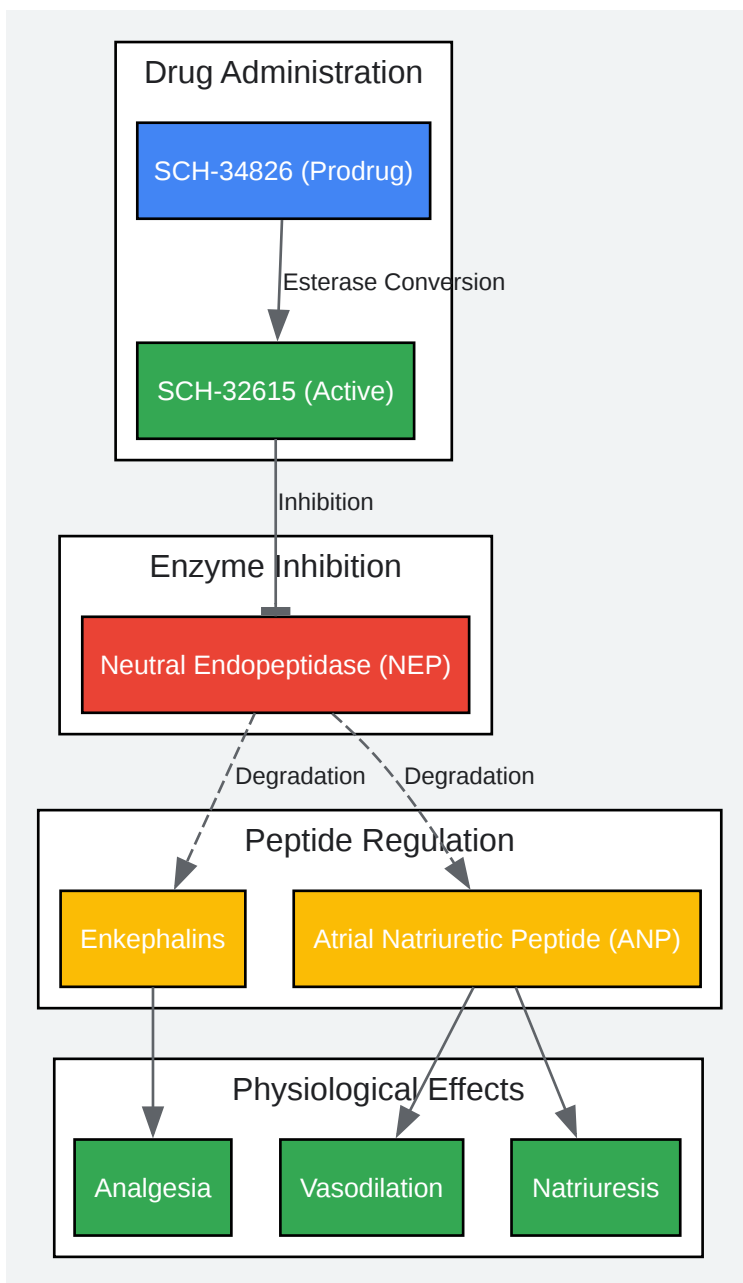 Drug Administration
SCH-34826 (Prodrug)
Esterase Conversion
SCH-32615 (Active)
Inhibition
Enzyme Inhibition
Neutral Endopeptidase (NEP)
Degradation
Degradation
Peptide Regulation
Enkephalins
Atrial Natriuretic Peptide (ANP)
Physiological Effects
Analgesia
Vasodilation
Natriuresis